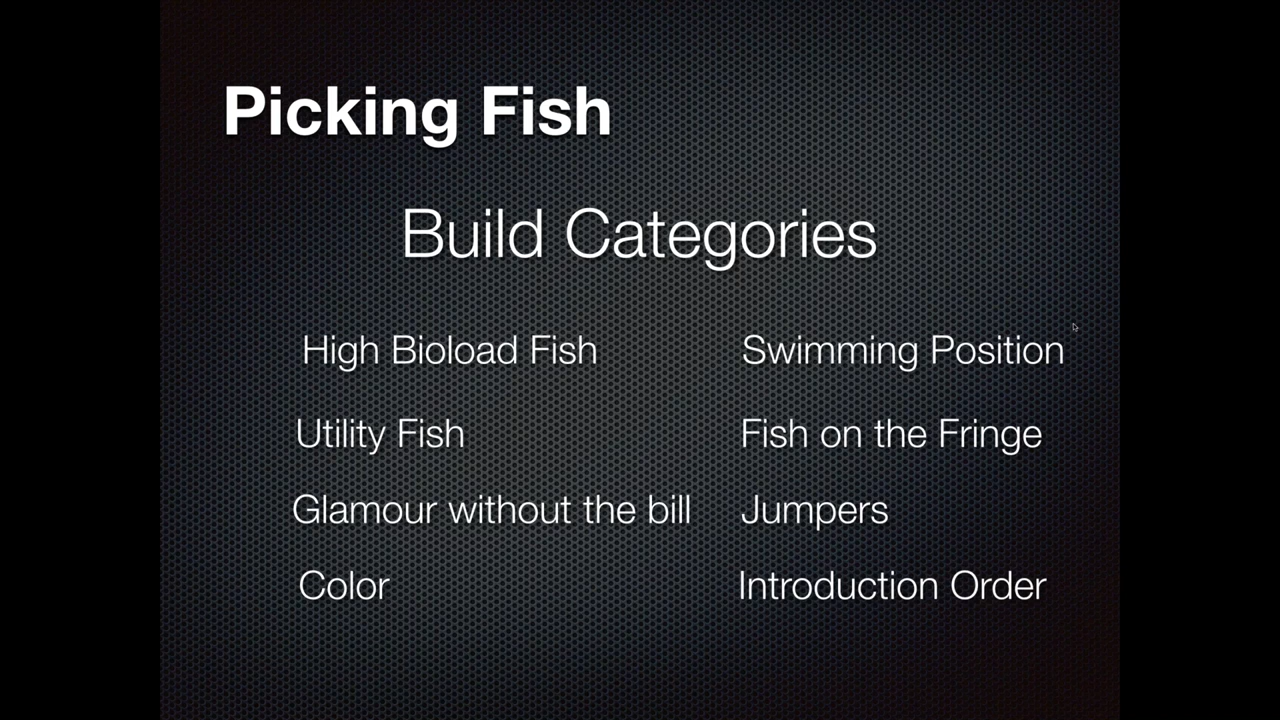 Picking Fish
Build Categories
High Bioload Fish
Utility Fish
Glamour without the bill
Color
Swimming Position
Fish on the Fringe
Jumpers
Introduction Order